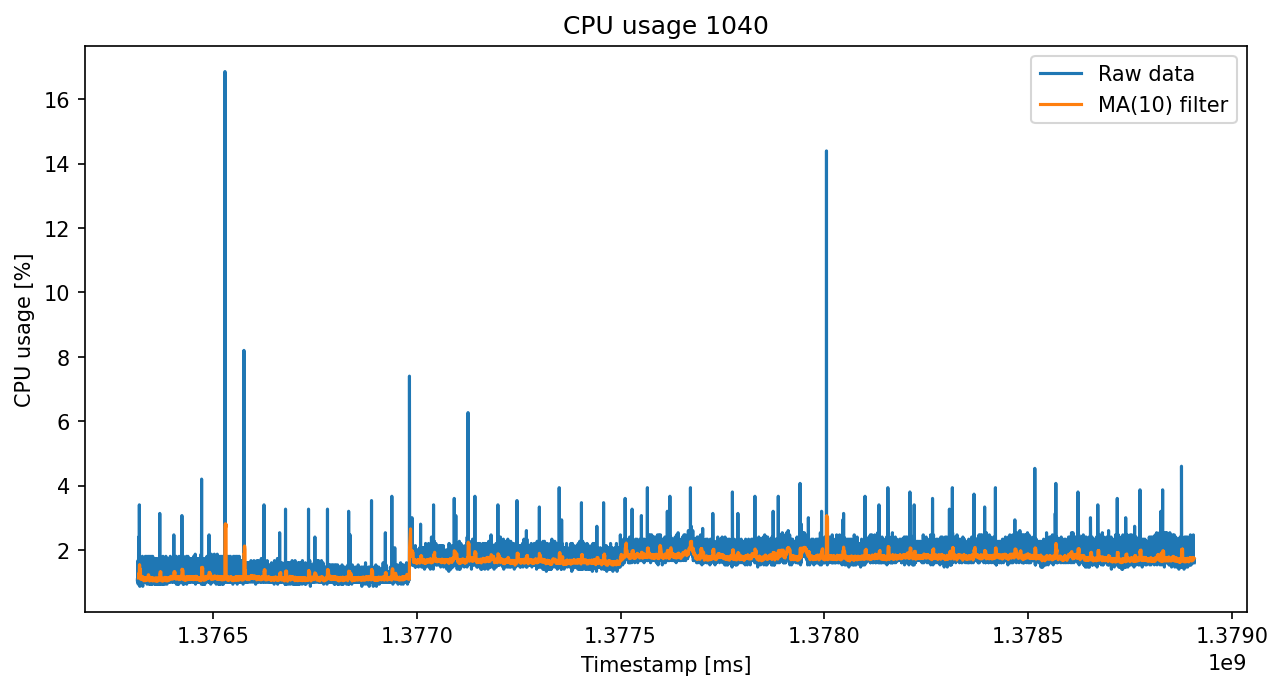 CPU usage 1040
Raw data
MA(10) filter
CPU usage [%]
16
14
12
10
8
6
4
2
1.3765 1.3770 1.3775 1.3780 1.3785 1.3790
1e9
Timestamp [ms]